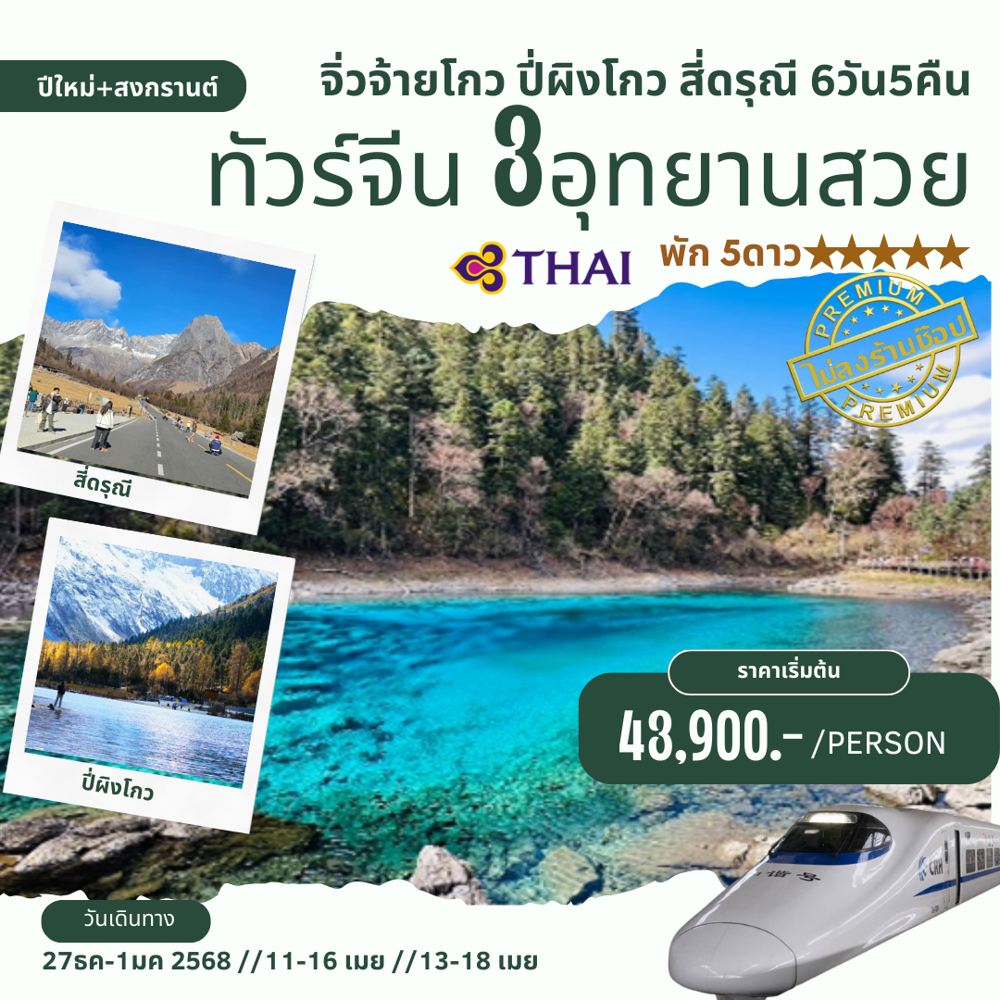 ปีใหม่+สงกรานต์
จิ่วจ้ายโกว ปี่ผิงโกว สี่ดรุณี 6วัน5คืน
ทัวร์จีน 3อุทยานสวย
THAI
พัก 5ดาว★★★★★
PREMIUM
ไม่ลงร้านช๊อป
PREMIUM
สี่ดรุณี
ปี่ผิงโกว
ราคาเริ่มต้น
48,900.- /PERSON
谐号
CRH
วันเดินทาง
27ธค-1มค 2568 //11-16 เมย //13-18 เมย